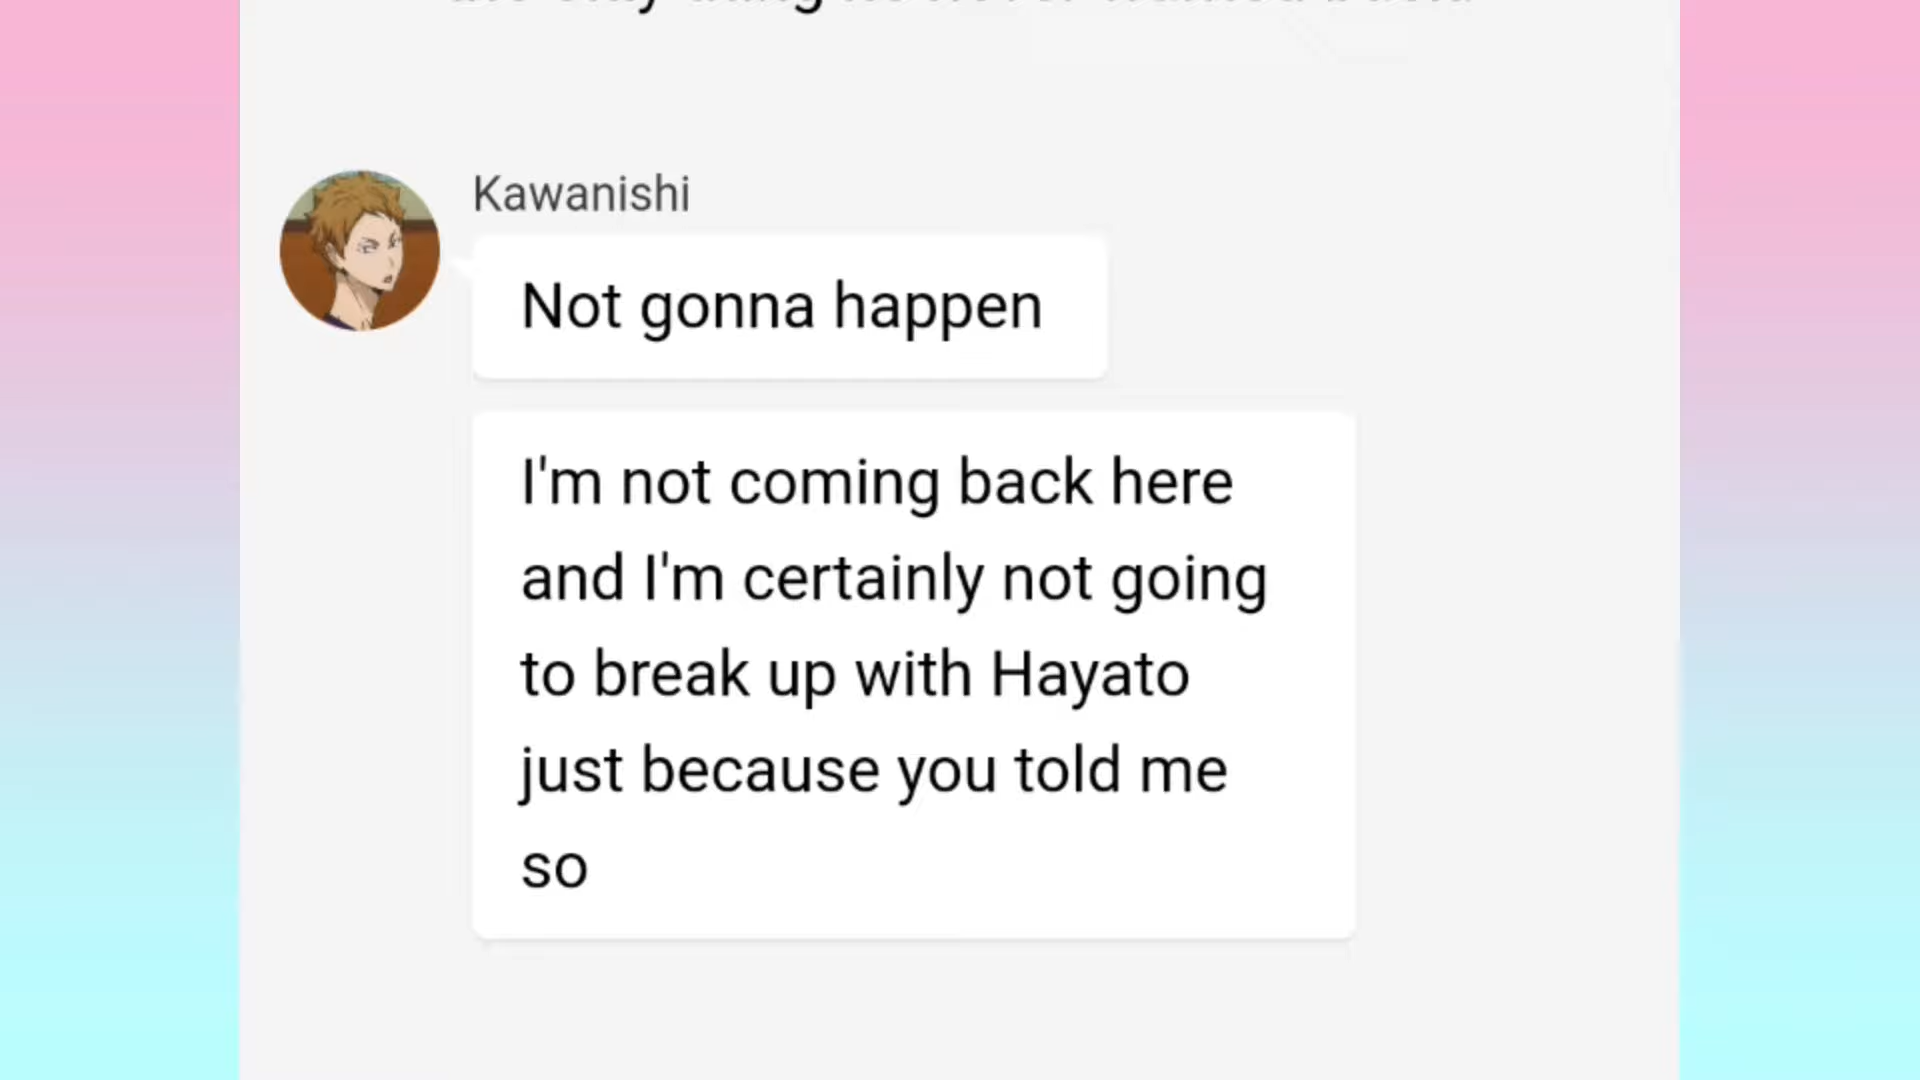 Kawanishi
Not gonna happen
I'm not coming back here
and I'm certainly not going
to break up with Hayato
just because you told me
so